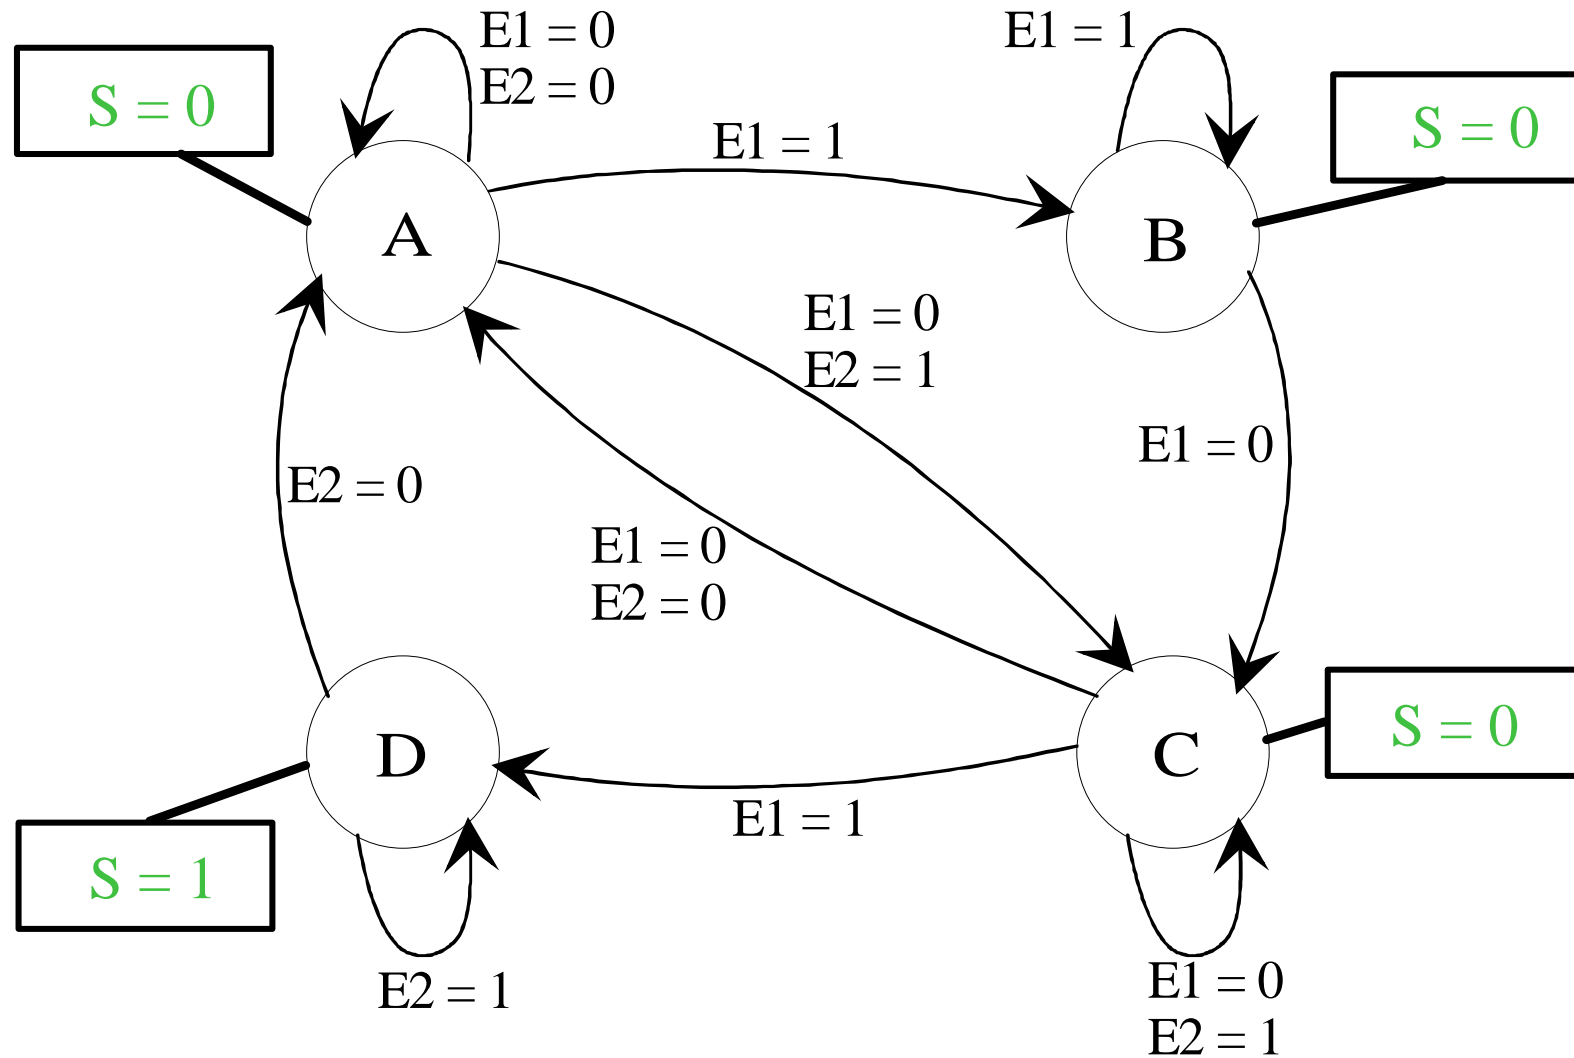 E1 = 0
E2 = 0
E1 = 1
S = 0
S = 0
E1 = 1
A
B
E1 = 0
E2 = 1
E1 = 0
E2 = 0
E1 = 0
E2 = 0
D
C
S = 0
E1 = 1
S = 1
E2 = 1
E1 = 0
E2 = 1